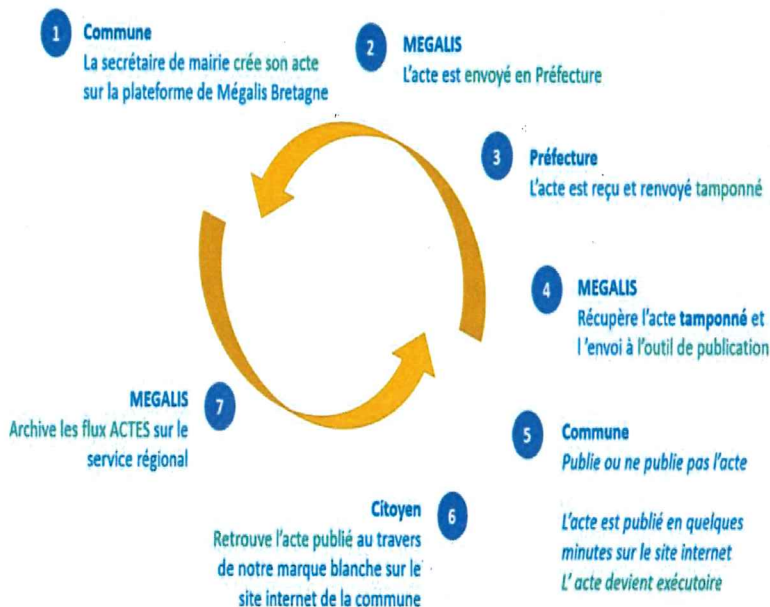 1
Commune
La secrétaire de mairie crée son acte
sur la plateforme de Mégalis Bretagne
2
MEGALIS
L'acte est envoyé en Préfecture
3
Préfecture
L'acte est reçu et renvoyé tamponné
4
MEGALIS
Récupère l'acte tamponné et
l 'envoi à l'outil de publication
5
Commune
Publie ou ne publie pas l'acte
L'acte est publié en quelques
minutes sur le site internet
L' acte devient exécutoire
6
Citoyen
Retrouve l'acte publié au travers
de notre marque blanche sur le
site internet de la commune
7
MEGALIS
Archive les flux ACTES sur le
service régional